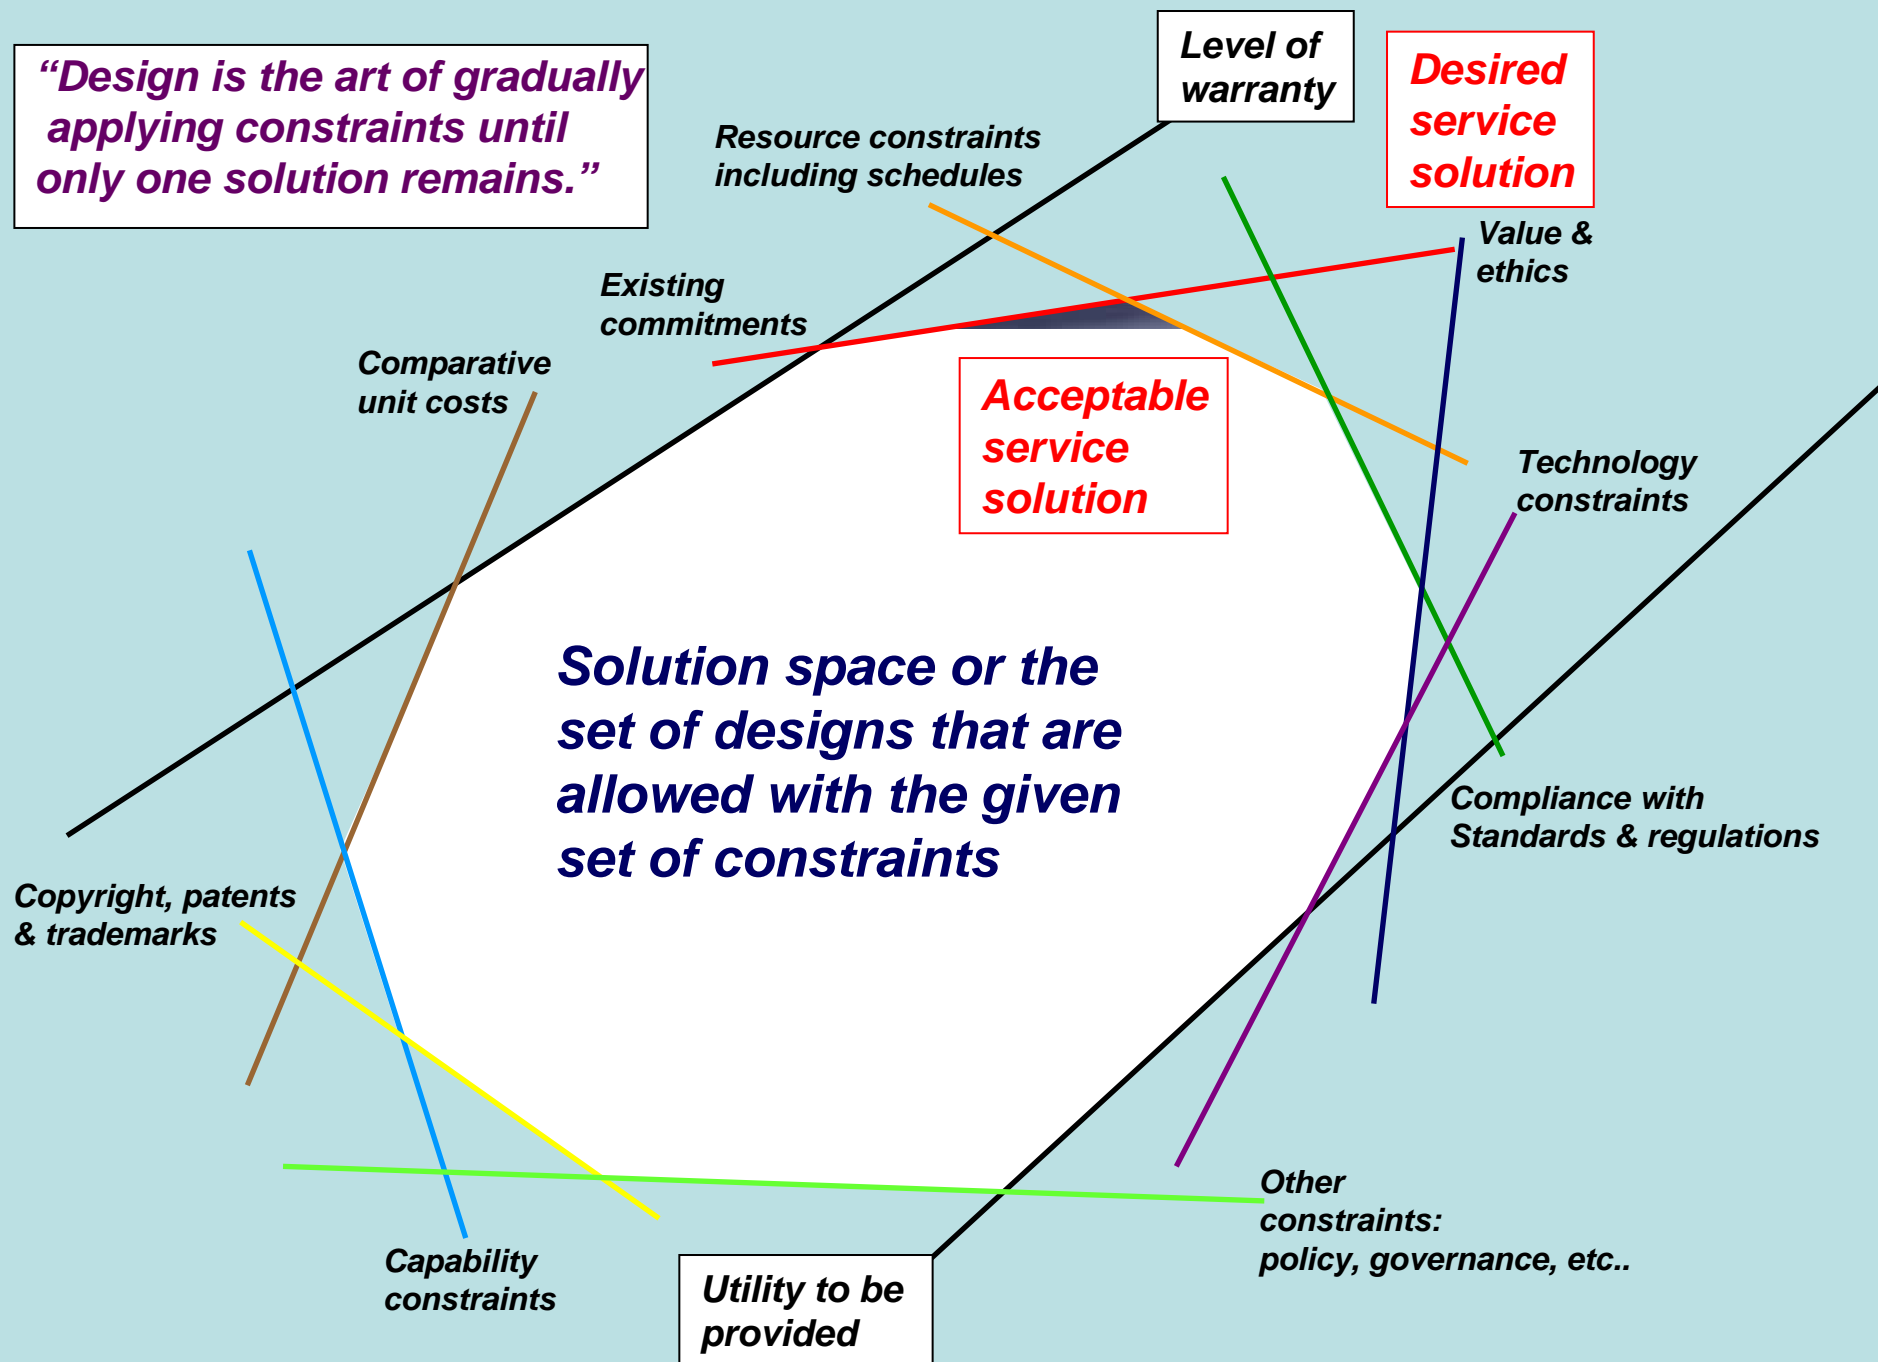 “Design is the art of gradually
applying constraints until
only one solution remains.”
Level of
warranty
Desired
service
solution
Resource constraints
including schedules
Value &
ethics
Existing
commitments
Comparative
unit costs
Acceptable
service
solution
Technology
constraints
Solution space or the
set of designs that are
allowed with the given
set of constraints
Compliance with
Standards & regulations
Copyright, patents
& trademarks
Other
constraints:
policy, governance, etc..
Capability
constraints
Utility to be
provided